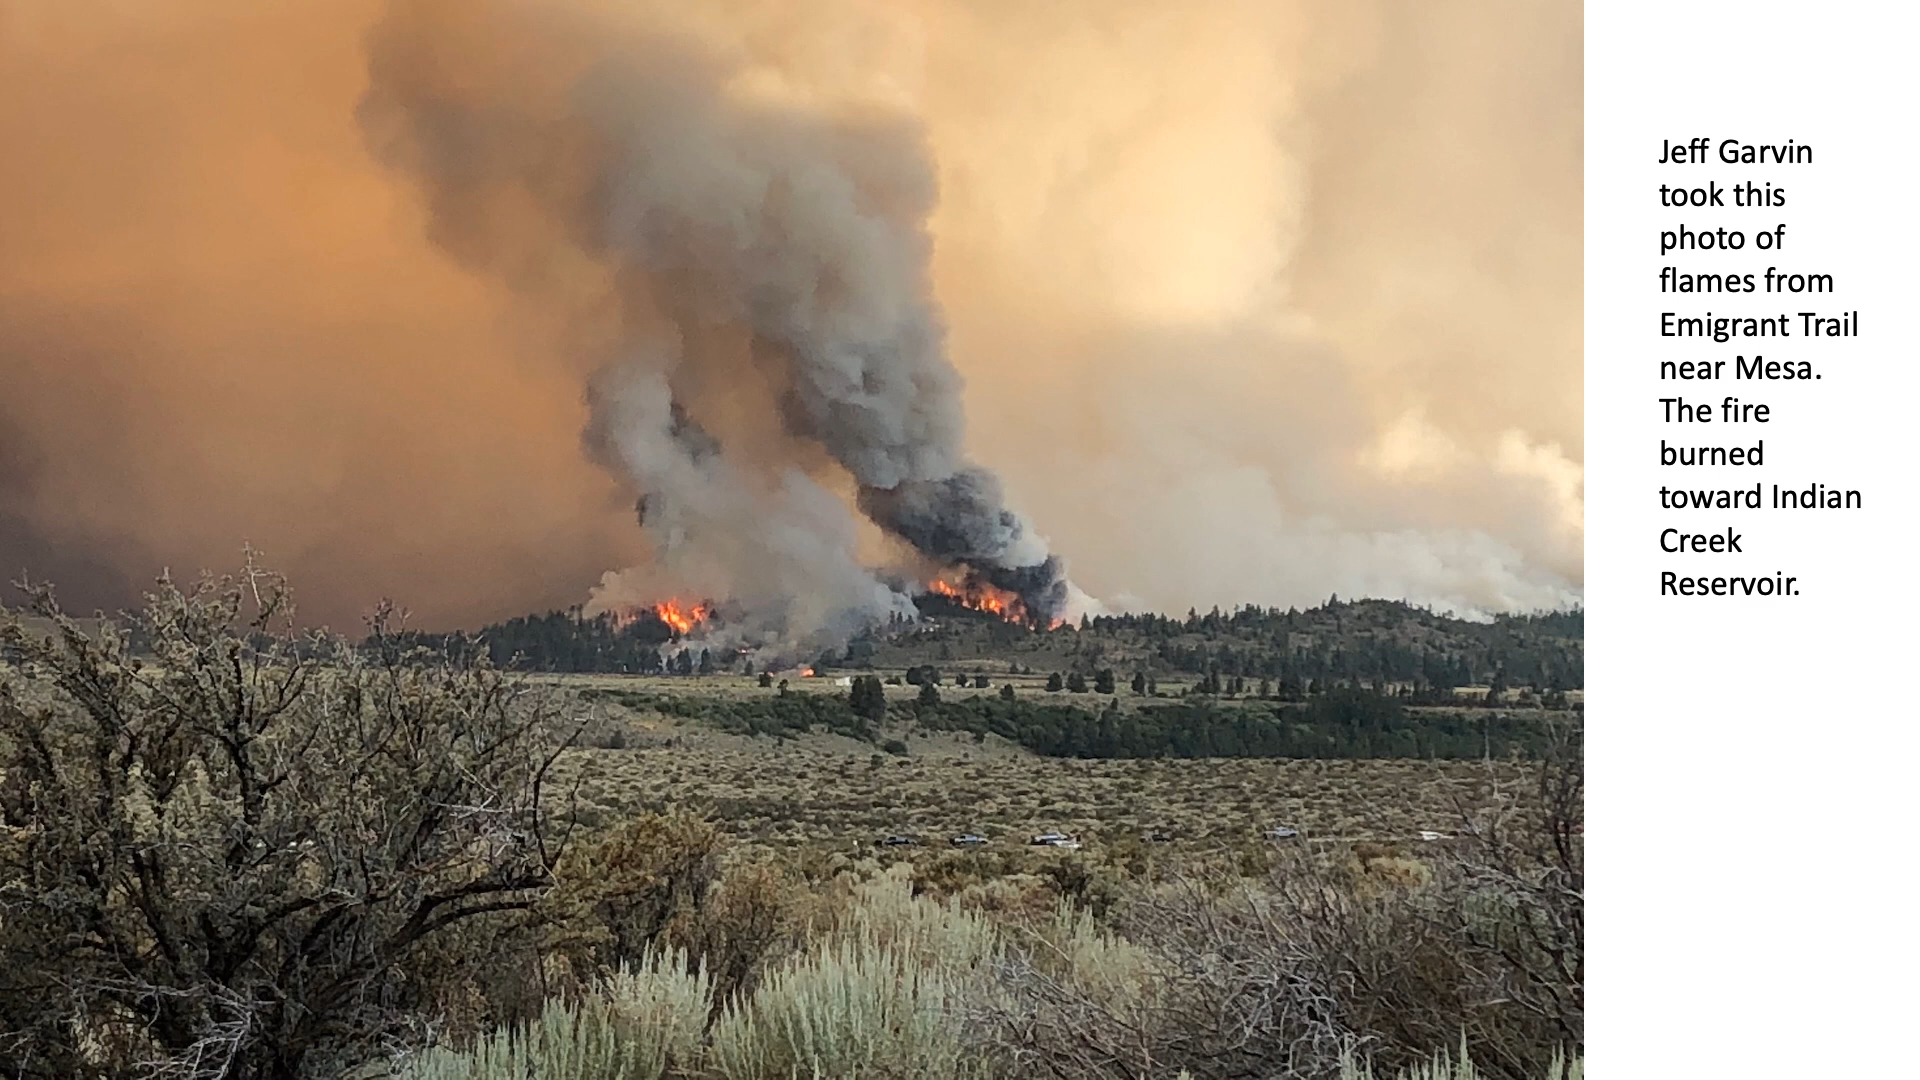 Jeff Garvin
took this
photo of
flames from
Emigrant Trail
near Mesa.
The fire
burned
toward Indian
Creek
Reservoir.